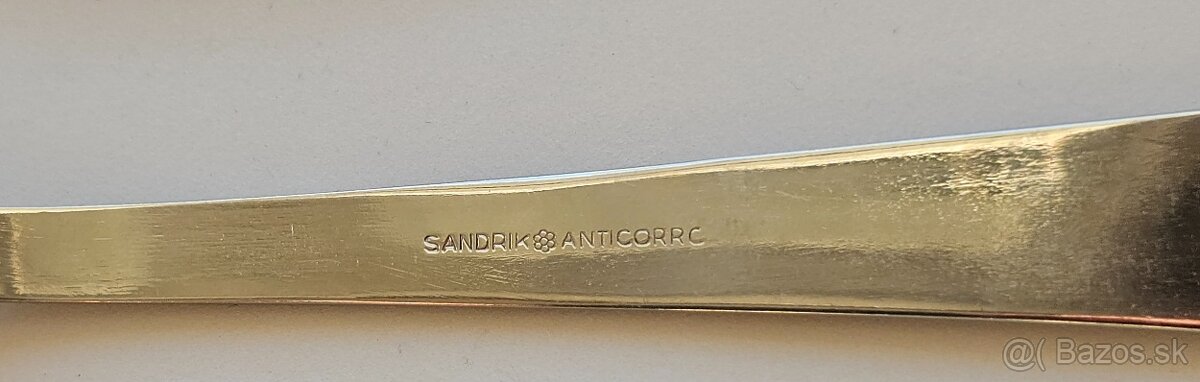 SANDRIK ANTICORRC
@( Bazos.sk